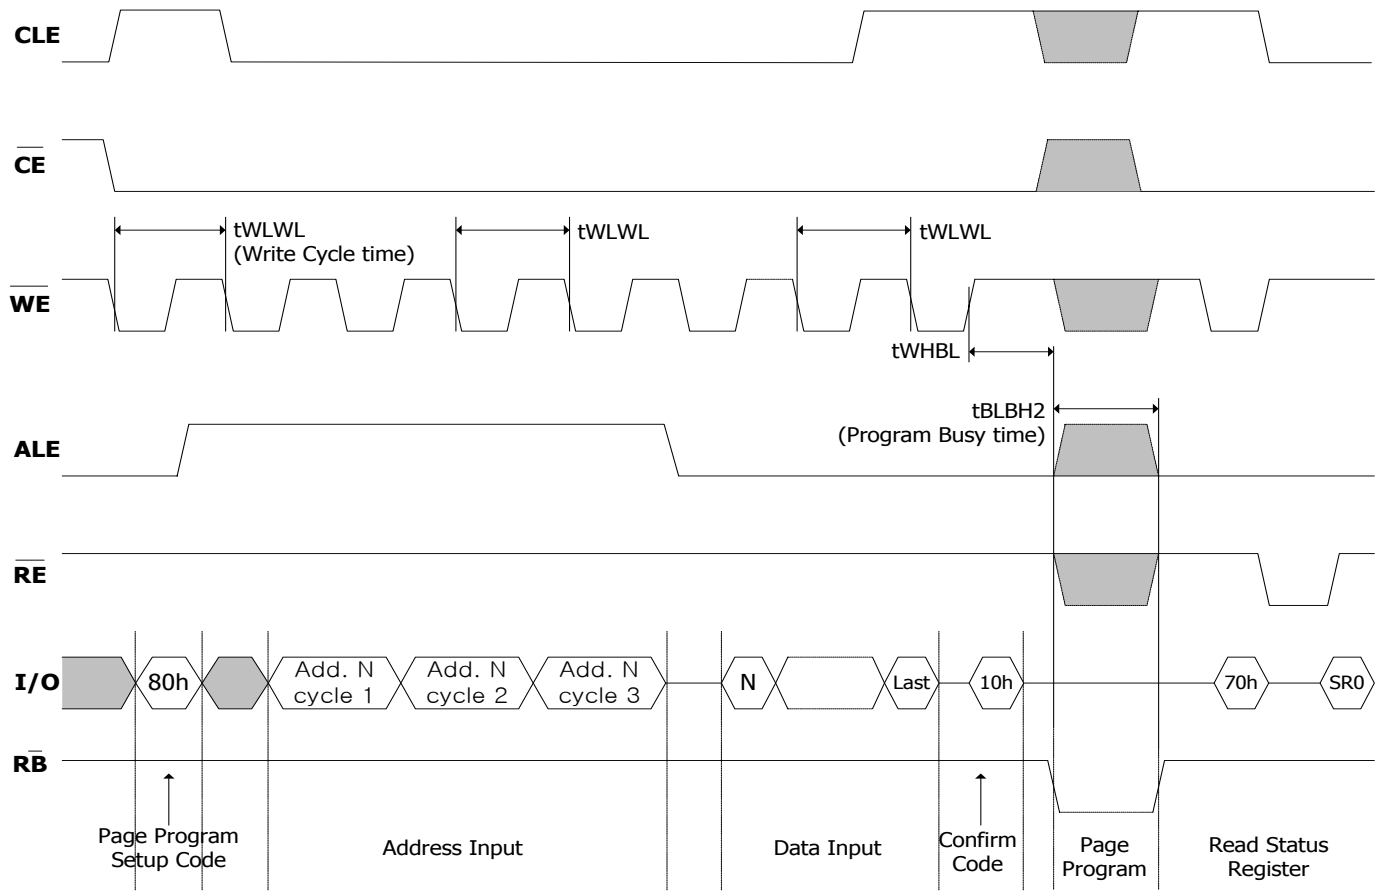 CLE
CE
tWLWL
(Write Cycle time)
tWLWL
tWLWL
WE
tWHBL
tBLBH2
(Program Busy time)
ALE
RE
I/O
80h
Add. N
cycle 1
Add. N
cycle 2
Add. N
cycle 3
N
Last
10h
70h
SR0
RB
Page Program
Setup Code
Address Input
Data Input
Confirm
Code
Page
Program
Read Status
Register